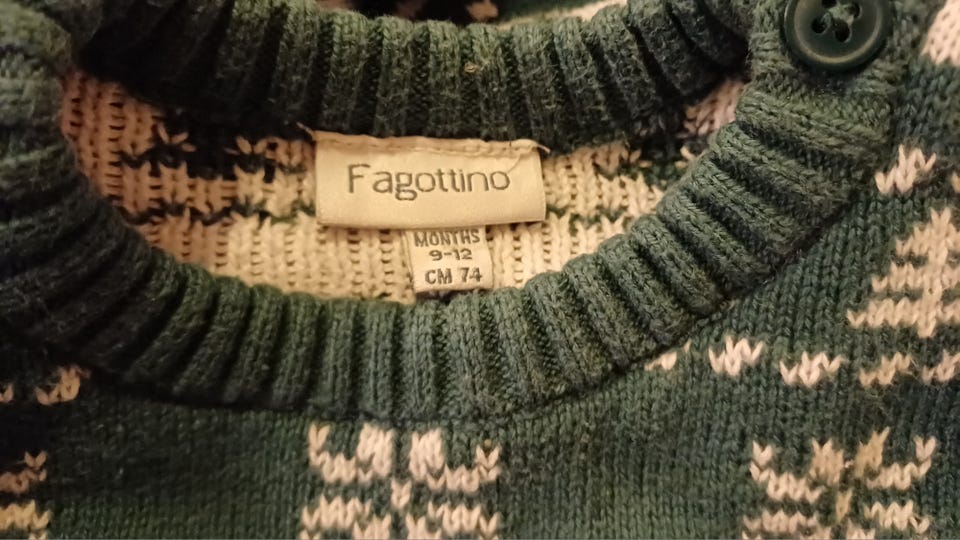 Fagottino
MONTHS
9-12
CM 74